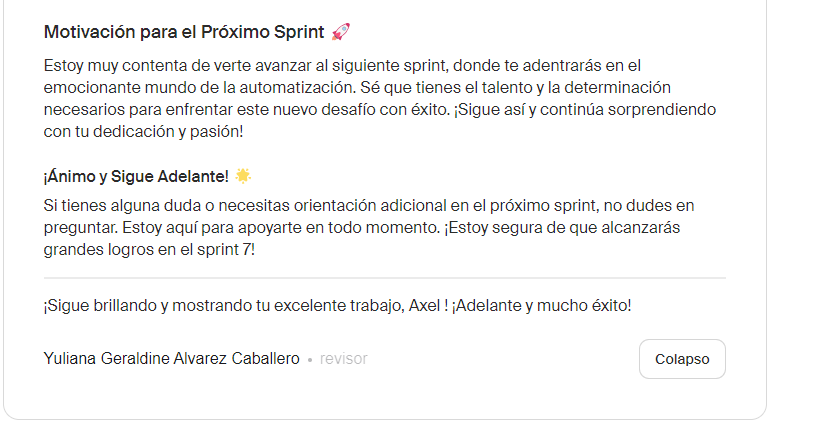 Motivación para el Próximo Sprint 🚀
Estoy muy contenta de verte avanzar al siguiente sprint, donde te adentrarás en el
emocionante mundo de la automatización. Sé que tienes el talento y la determinación
necesarios para enfrentar este nuevo desafío con éxito. ¡Sigue así y continúa sorprendiendo
con tu dedicación y pasión!
¡Ánimo y Sigue Adelante! 🌟
Si tienes alguna duda o necesitas orientación adicional en el próximo sprint, no dudes en
preguntar. Estoy aquí para apoyarte en todo momento. ¡Estoy segura de que alcanzarás
grandes logros en el sprint 7!
¡Sigue brillando y mostrando tu excelente trabajo, Axel ! ¡Adelante y mucho éxito!
Yuliana Geraldine Alvarez Caballero • revisor
Colapso